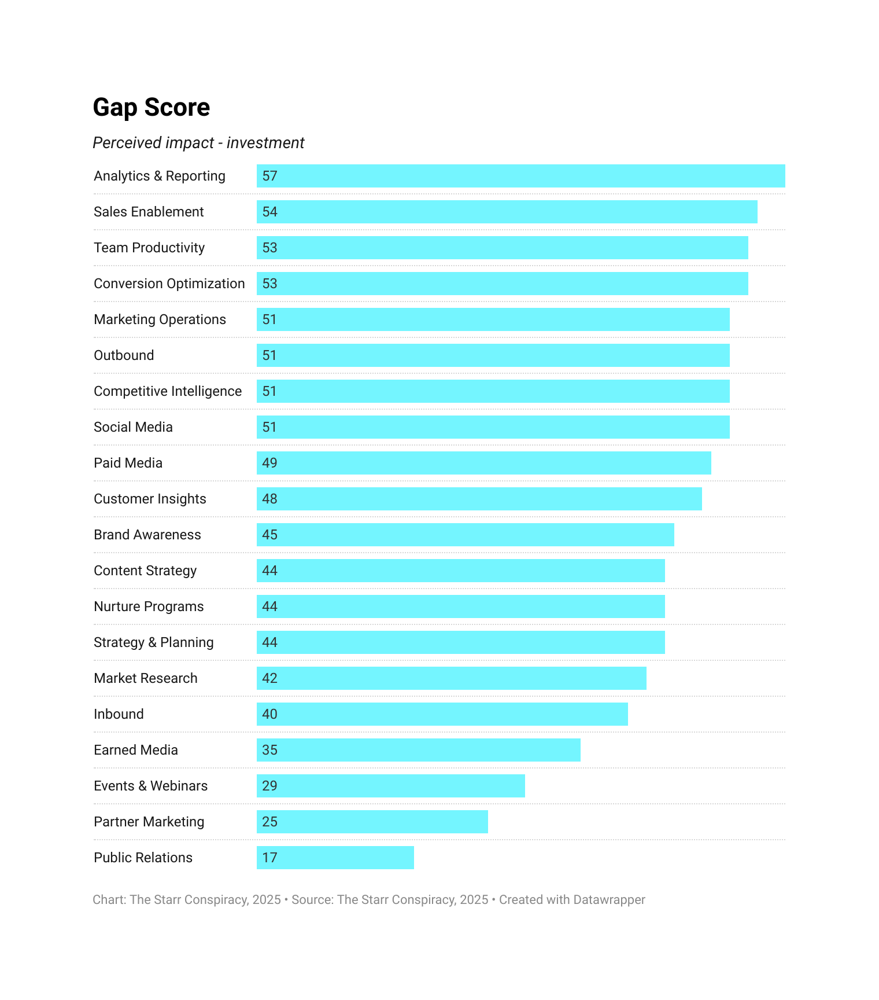 Gap Score
Perceived impact - investment
Analytics & Reporting 57
Sales Enablement 54
Team Productivity 53
Conversion Optimization 53
Marketing Operations 51
Outbound 51
Competitive Intelligence 51
Social Media 51
Paid Media 49
Customer Insights 48
Brand Awareness 45
Content Strategy 44
Nurture Programs 44
Strategy & Planning 44
Market Research 42
Inbound 40
Earned Media 35
Events & Webinars 29
Partner Marketing 25
Public Relations 17
Chart: The Starr Conspiracy, 2025 • Source: The Starr Conspiracy, 2025 • Created with Datawrapper